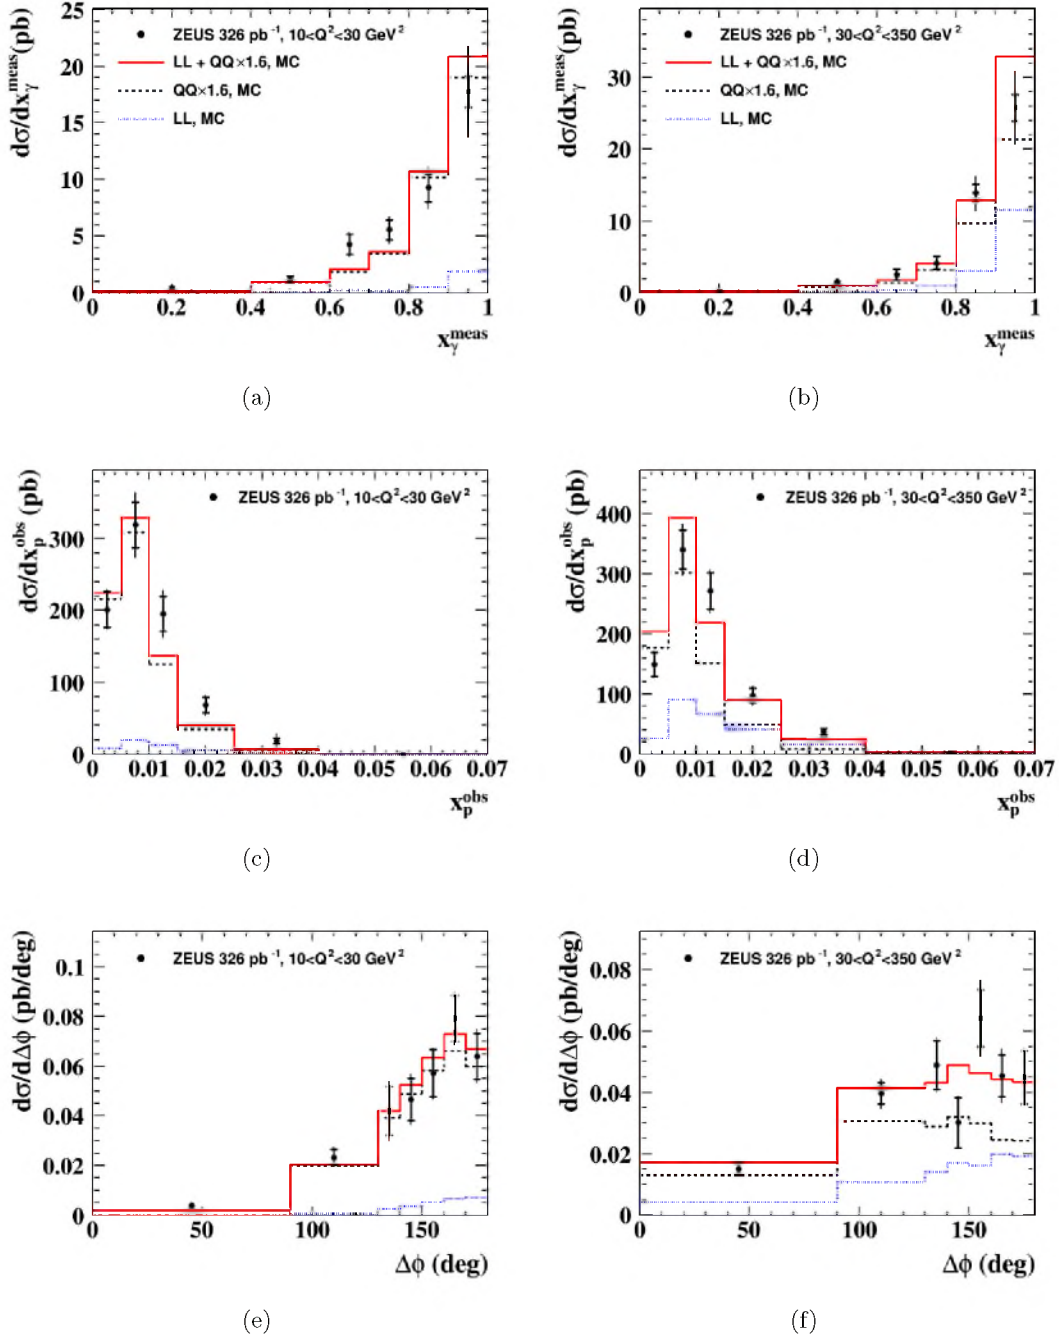 dσ/dx_γ^meas(pb)
25
20
15
10
5
0
ZEUS 326 pb⁻¹, 10<Q²<30 GeV²
LL + QQ×1.6, MC
QQ×1.6, MC
LL, MC
0 0.2 0.4 0.6 0.8 1
x_γ^meas
(a)
dσ/dx_γ^meas (pb)
30
20
10
0
ZEUS 326 pb⁻¹, 30<Q²<350 GeV²
LL + QQ×1.6, MC
QQ×1.6, MC
LL, MC
0 0.2 0.4 0.6 0.8 1
x_γ^meas
(b)
dσ/dx_p^obs (pb)
300
200
100
0
ZEUS 326 pb⁻¹, 10<Q²<30 GeV²
0 0.01 0.02 0.03 0.04 0.05 0.06 0.07
x_p^obs
(c)
dσ/dx_p^obs (pb)
400
300
200
100
0
ZEUS 326 pb⁻¹, 30<Q²<350 GeV²
0 0.01 0.02 0.03 0.04 0.05 0.06 0.07
x_p^obs
(d)
dσ/dΔϕ (pb/deg)
0.1
0.08
0.06
0.04
0.02
0
ZEUS 326 pb⁻¹, 10<Q²<30 GeV²
50 100 150
Δϕ (deg)
(e)
dσ/dΔϕ (pb/deg)
0.08
0.06
0.04
0.02
0
ZEUS 326 pb⁻¹, 30<Q²<350 GeV²
0 50 100 150
Δϕ (deg)
(f)